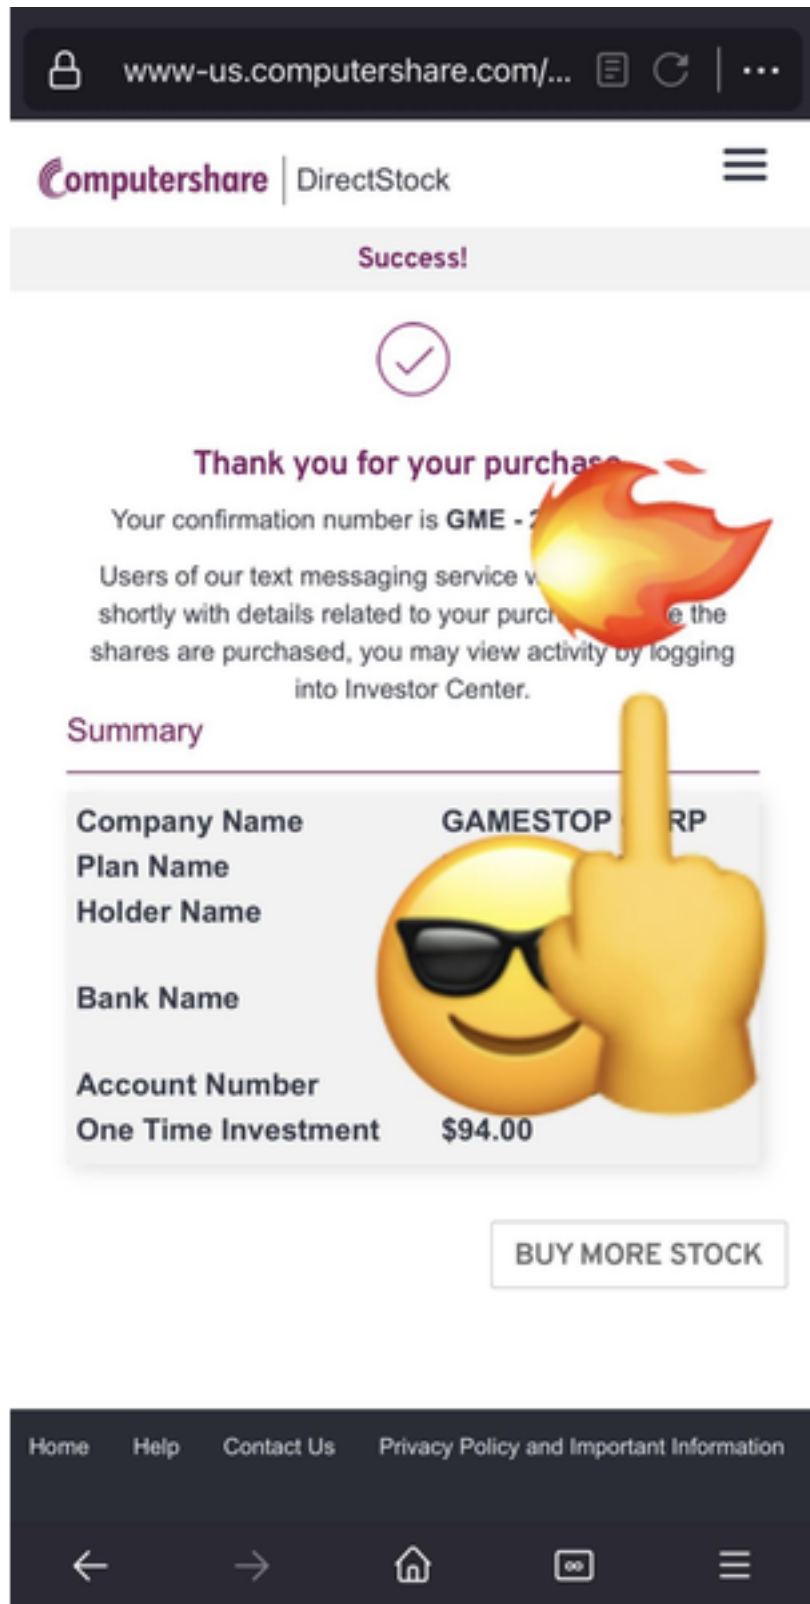 www-us.computershare.com/...
Computershare | DirectStock
Success!
Thank you for your purchase
Your confirmation number is GME -
Users of our text messaging service
shortly with details related to your the
shares are purchased, you may view activity by logging
into Investor Center.
Summary
Company Name GAMESTOP
Plan Name
Holder Name
Bank Name
Account Number
One Time Investment $94.00
BUY MORE STOCK
Home Help Contact Us Privacy Policy and Important Information